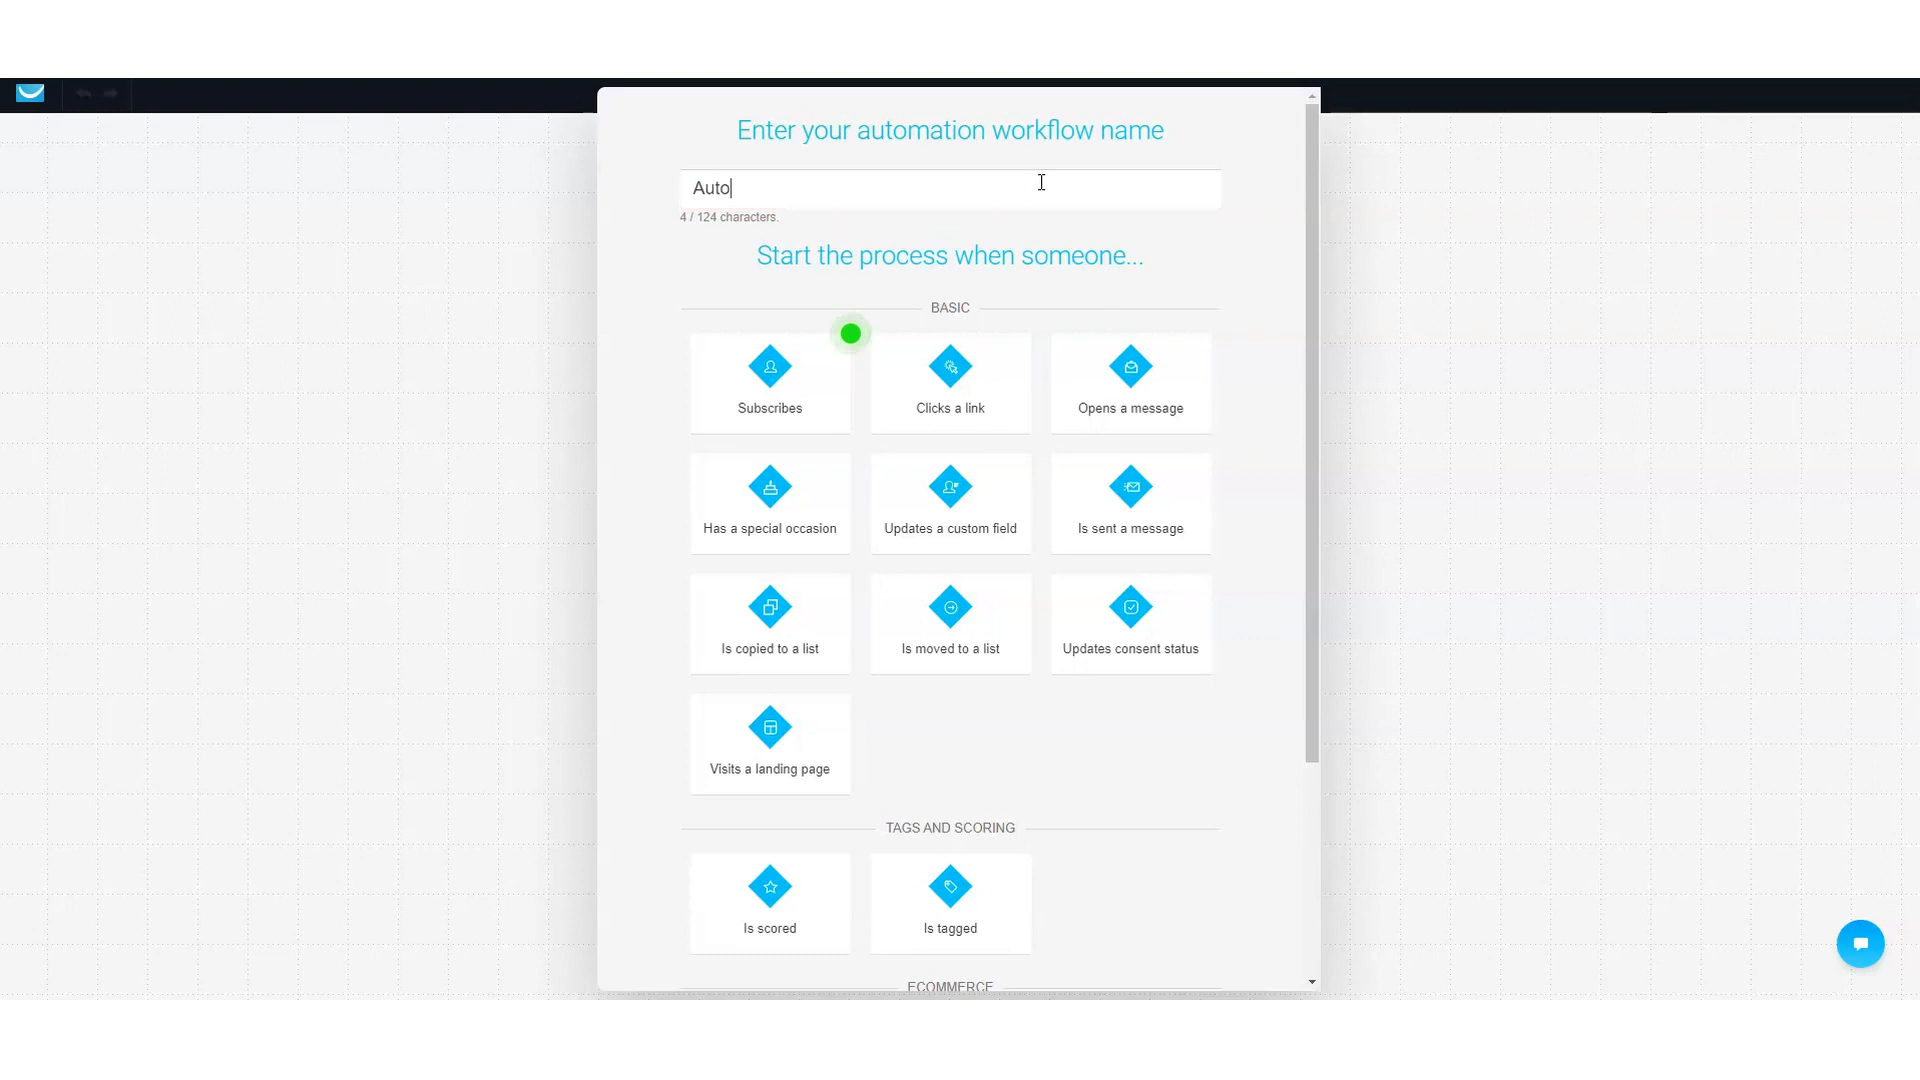 Enter your automation workflow name
Auto
4 / 124 characters.
Start the process when someone...
BASIC
Subscribes
Clicks a link
Opens a message
Has a special occasion
Updates a custom field
Is sent a message
Is copied to a list
Is moved to a list
Updates consent status
Visits a landing page
TAGS AND SCORING
Is scored
Is tagged
ECOMMERCE